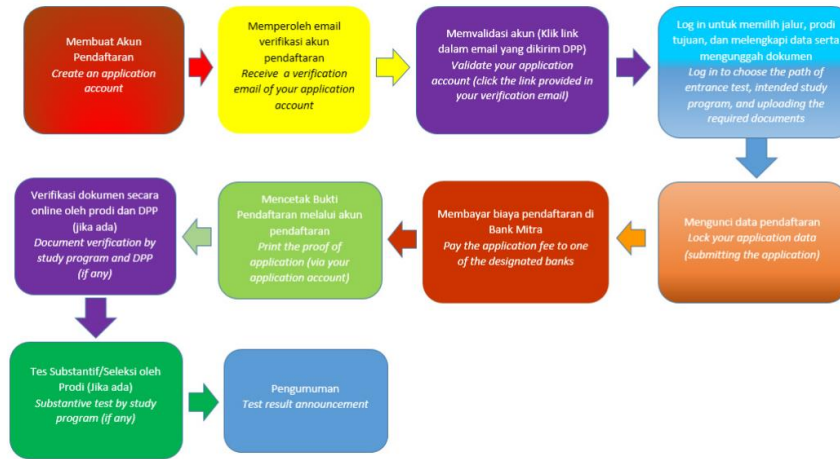 Membuat Akun
Pendaftaran
Create an application
account
Memperoleh email
verifikasi akun
pendaftaran
Receive a verification
email of your application
account
Memvalidasi akun (Klik link
dalam email yang dikirim DPP)
Validate your application
account (click the link provided in
your verification email)
Log in untuk memilih jalur, prodi
tujuan, dan melengkapi data serta
mengunggah dokumen
Log in to choose the path of
entrance test, intended study
program, and uploading the
required documents
Mengunci data pendaftaran
Lock your application data
(submitting the application)
Membayar biaya pendaftaran di
Bank Mitra
Pay the application fee to one
of the designated banks
Mencetak Bukti
Pendaftaran melalui akun
pendaftaran
Print the proof of
application (via your
application account)
Verifikasi dokumen secara
online oleh prodi dan DPP
(jika ada)
Document verification by
study program and DPP
(if any)
Tes Substantif/Seleksi oleh
Prodi (Jika ada)
Substantive test by study
program (if any)
Pengumuman
Test result announcement